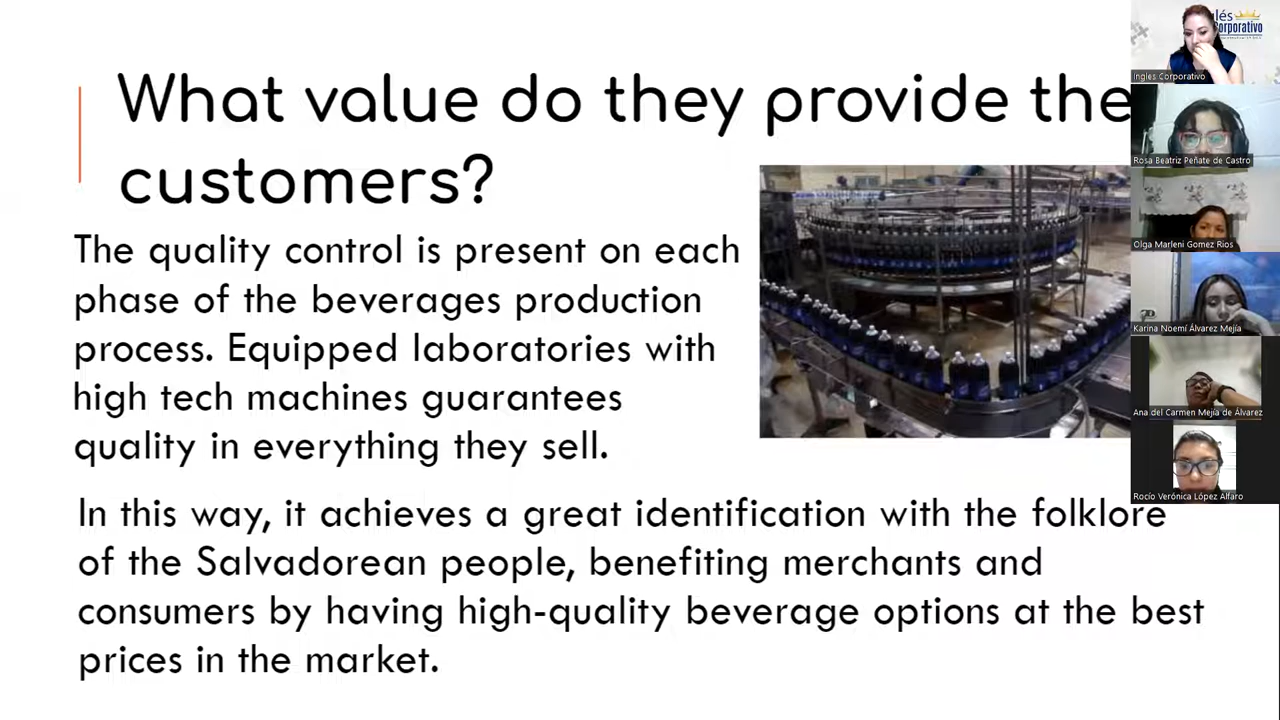 What value do they provide the
customers?
The quality control is present on each
phase of the beverages production
process. Equipped laboratories with
high tech machines guarantees
quality in everything they sell.
In this way, it achieves a great identification with the folklore
of the Salvadorean people, benefiting merchants and
consumers by having high-quality beverage options at the best
prices in the market.
lés
orporativo
Ingles Corporativo
Rosa Beatriz Peñate de Castro
Olga Marleni Gomez Rios
Karina Noemí Álvarez Mejía
Ana del Carmen Mejía de Álvarez
Rocío Verónica López Alfaro